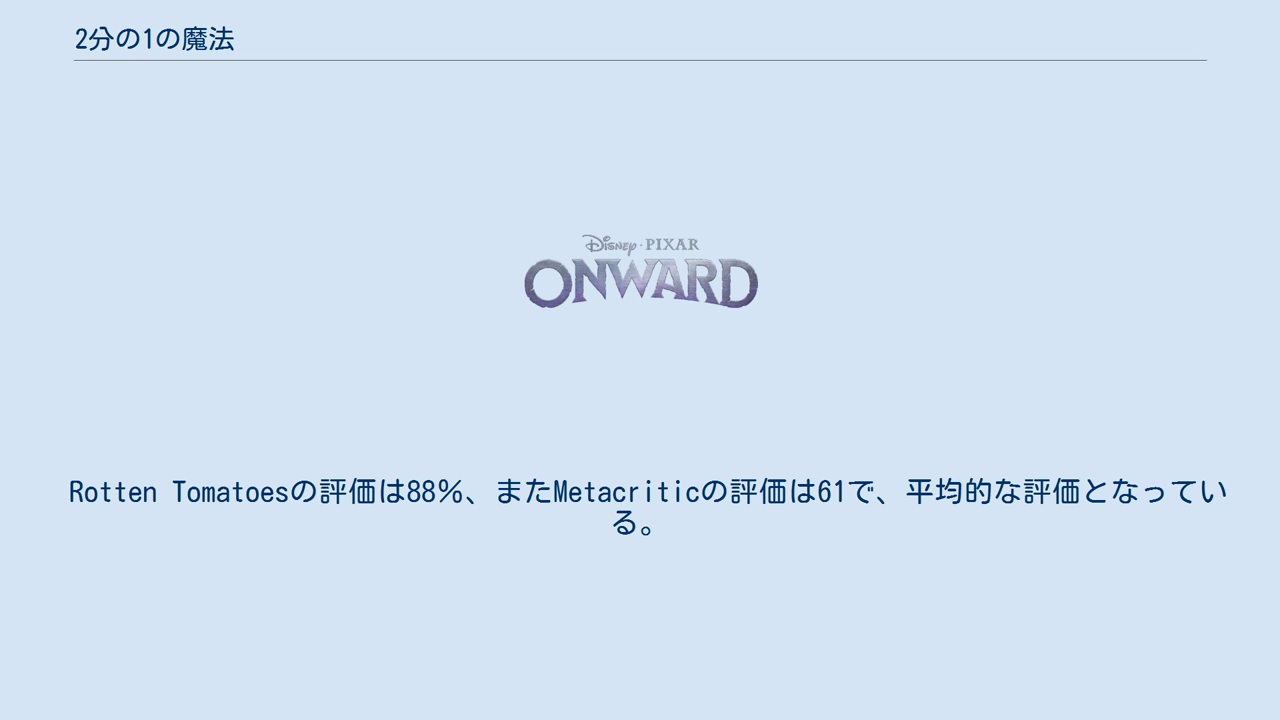 2分の1の魔法
Disney・PIXAR
ONWARD
Rotten Tomatoesの評価は88％、またMetacriticの評価は61で、平均的な評価となってい
る。